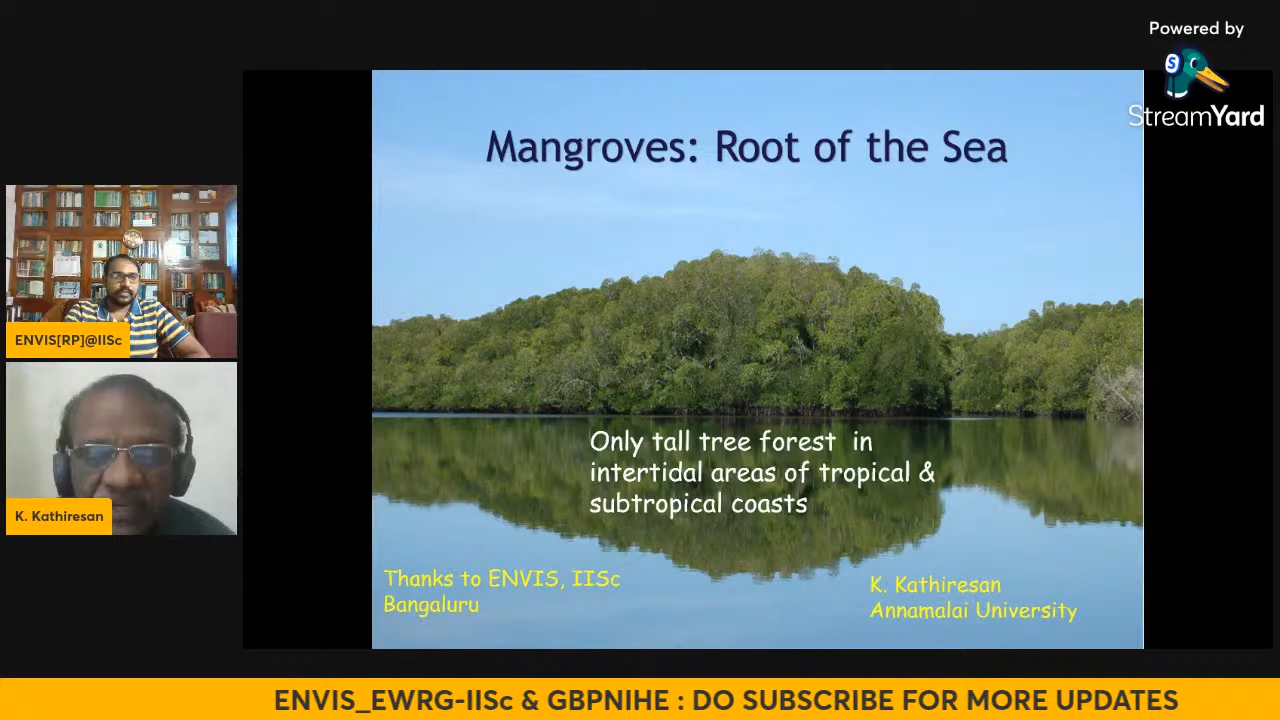 Powered by
S
StreamYard
Mangroves: Root of the Sea
Only tall tree forest in
intertidal areas of tropical &
subtropical coasts
Thanks to ENVIS, IISc
Bangaluru
K. Kathiresan
Annamalai University
ENVIS[RP]@IISc
K. Kathiresan
ENVIS_EWRG-IISc & GBPNIHE : DO SUBSCRIBE FOR MORE UPDATES